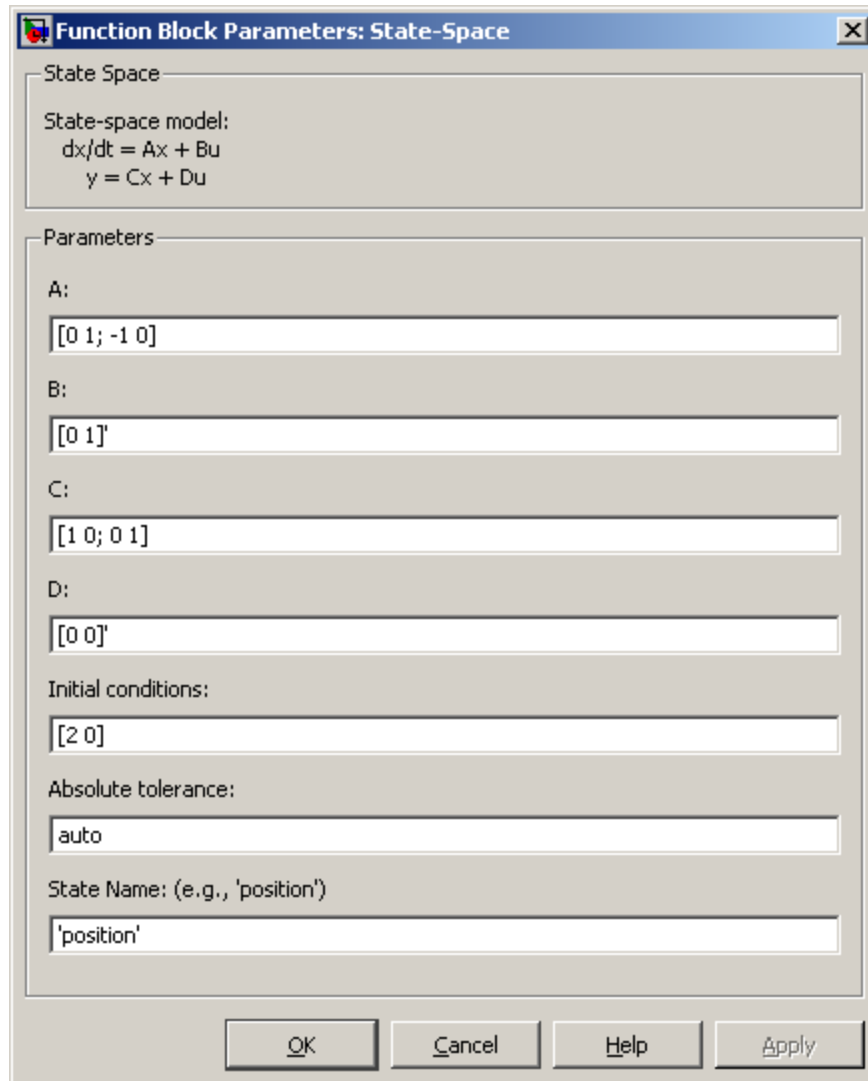 Function Block Parameters: State-Space
State Space
State-space model:
dx/dt = Ax + Bu
y = Cx + Du
Parameters
A:
[0 1; -1 0]
B:
[0 1]'
C:
[1 0; 0 1]
D:
[0 0]'
Initial conditions:
[2 0]
Absolute tolerance:
auto
State Name: (e.g., 'position')
'position'
OK Cancel Help Apply